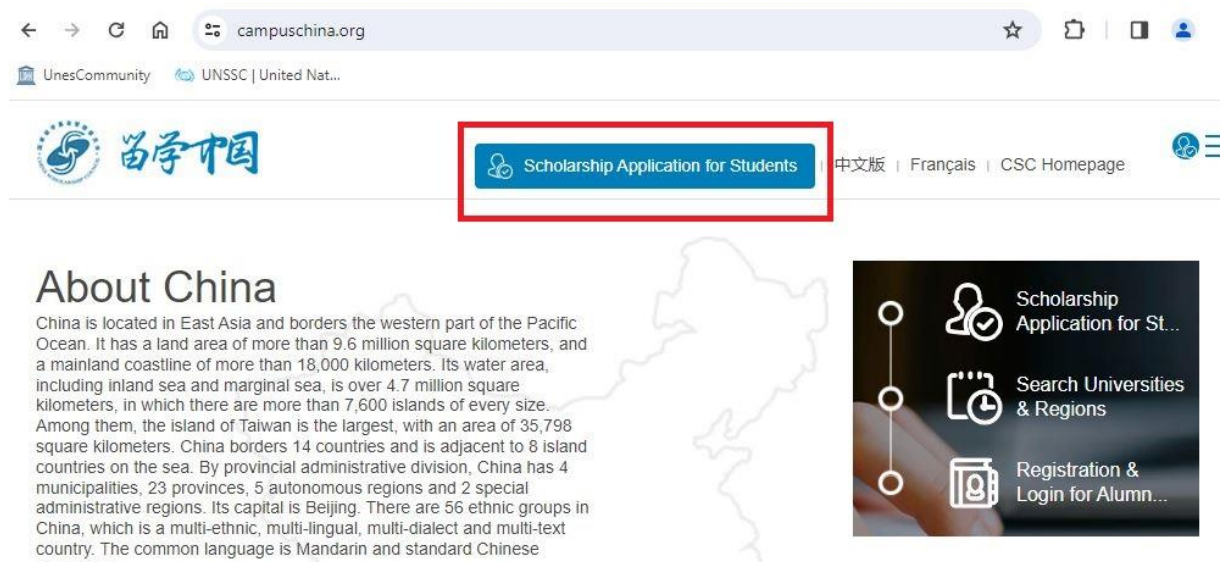 campuschina.org
UnesCommunity UNSSC | United Nat...
留学中国
Scholarship Application for Students | 中文版 | Français | CSC Homepage
About China
China is located in East Asia and borders the western part of the Pacific
Ocean. It has a land area of more than 9.6 million square kilometers, and
a mainland coastline of more than 18,000 kilometers. Its water area,
including inland sea and marginal sea, is over 4.7 million square
kilometers, in which there are more than 7,600 islands of every size.
Among them, the island of Taiwan is the largest, with an area of 35,798
square kilometers. China borders 14 countries and is adjacent to 8 island
countries on the sea. By provincial administrative division, China has 4
municipalities, 23 provinces, 5 autonomous regions and 2 special
administrative regions. Its capital is Beijing. There are 56 ethnic groups in
China, which is a multi-ethnic, multi-lingual, multi-dialect and multi-text
country. The common language is Mandarin and standard Chinese
Scholarship
Application for St...
Search Universities
& Regions
Registration &
Login for Alumn...